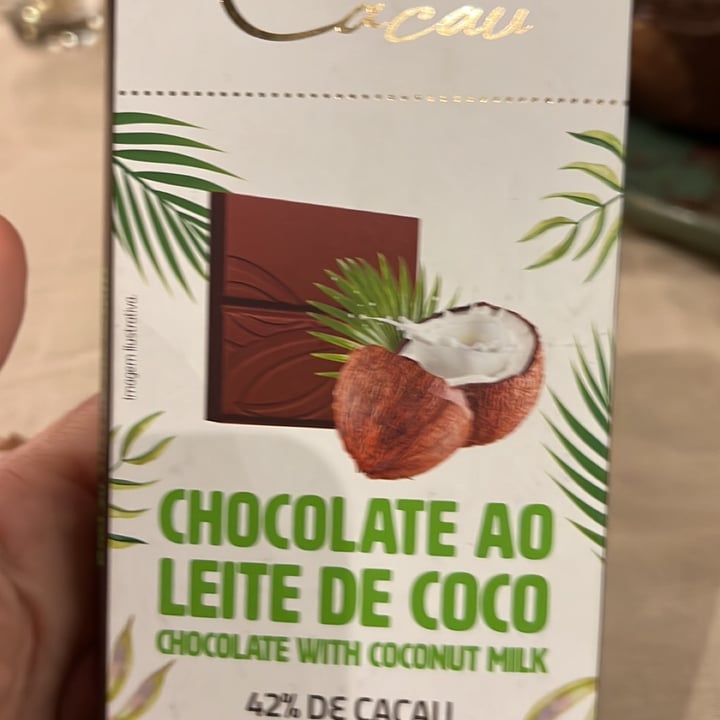 Cacau
Imagem ilustrativa.
CHOCOLATE AO
LEITE DE COCO
CHOCOLATE WITH COCONUT MILK
42% DE CACAU